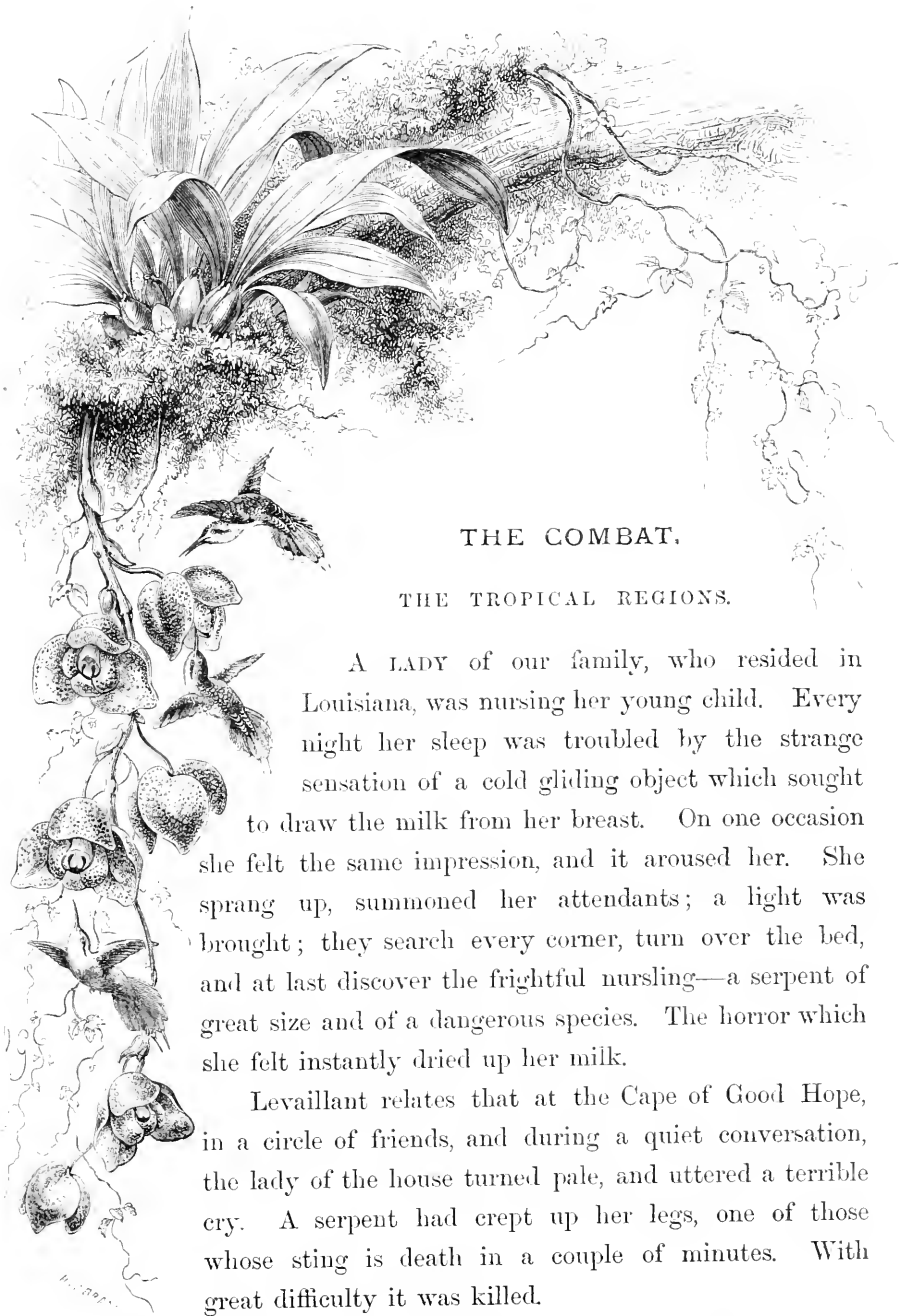 THE COMBAT.
THE TROPICAL REGIONS.
A LADY of our family, who resided in
Louisiana, was nursing her young child. Every
night her sleep was troubled by the strange
sensation of a cold gliding object which sought
to draw the milk from her breast. On one occasion
she felt the same impression, and it aroused her. She
sprang up, summoned her attendants; a light was
brought; they search every corner, turn over the bed,
and at last discover the frightful nursling—a serpent of
great size and of a dangerous species. The horror which
she felt instantly dried up her milk.
Levaillant relates that at the Cape of Good Hope,
in a circle of friends, and during a quiet conversation,
the lady of the house turned pale, and uttered a terrible
cry. A serpent had crept up her legs, one of those
whose sting is death in a couple of minutes. With
great difficulty it was killed.